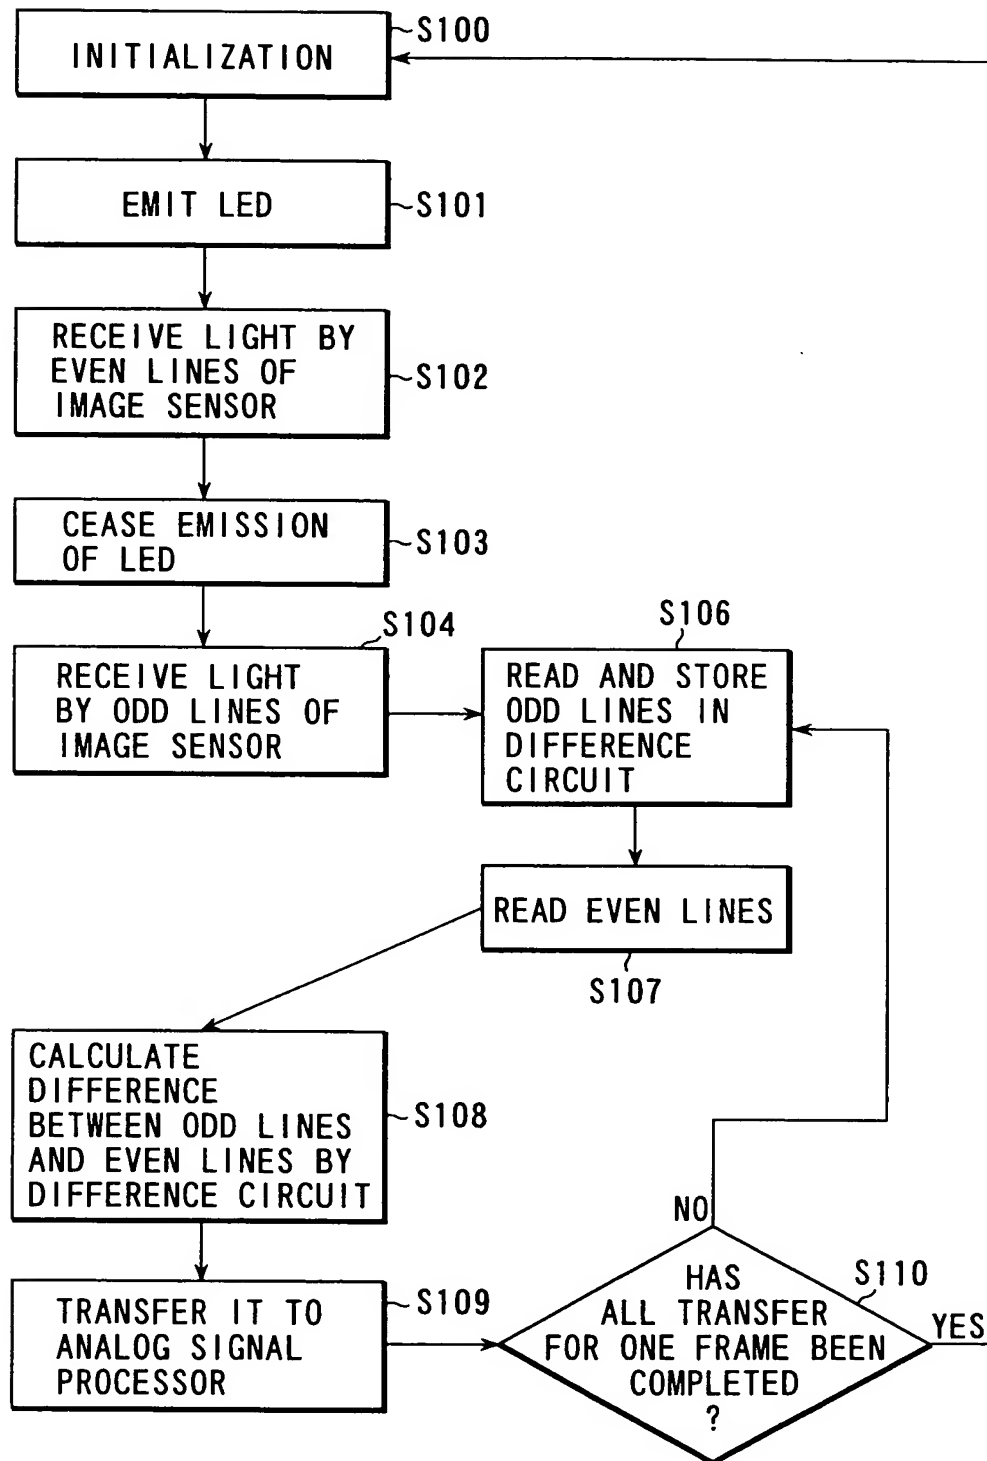 INITIALIZATION
S100
EMIT LED
S101
RECEIVE LIGHT BY
EVEN LINES OF
IMAGE SENSOR
S102
CEASE EMISSION
OF LED
S103
S104
RECEIVE LIGHT
BY ODD LINES OF
IMAGE SENSOR
S106
READ AND STORE
ODD LINES IN
DIFFERENCE
CIRCUIT
READ EVEN LINES
S107
CALCULATE
DIFFERENCE
BETWEEN ODD LINES
AND EVEN LINES BY
DIFFERENCE CIRCUIT
S108
TRANSFER IT TO
ANALOG SIGNAL
PROCESSOR
S109
NO
HAS
ALL TRANSFER
FOR ONE FRAME BEEN
COMPLETED
?
S110
YES